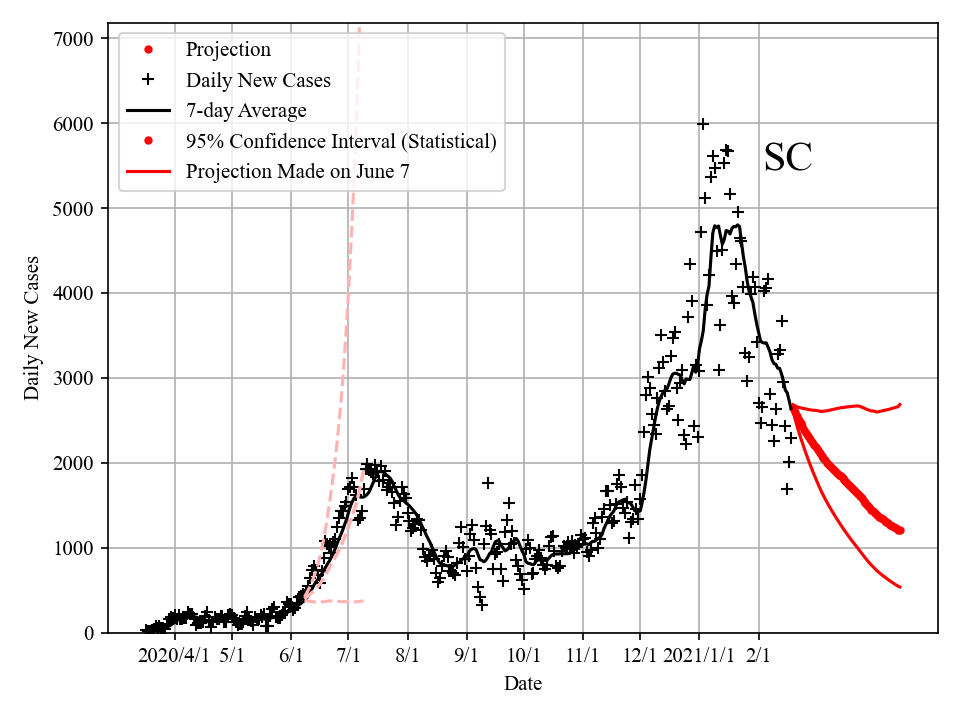 7000
6000
5000
4000
3000
2000
1000
0
Daily New Cases
Projection
Daily New Cases
7-day Average
95% Confidence Interval (Statistical)
Projection Made on June 7
SC
2020/4/1 5/1 6/1 7/1 8/1 9/1 10/1 11/1 12/1 2021/1/1 2/1
Date